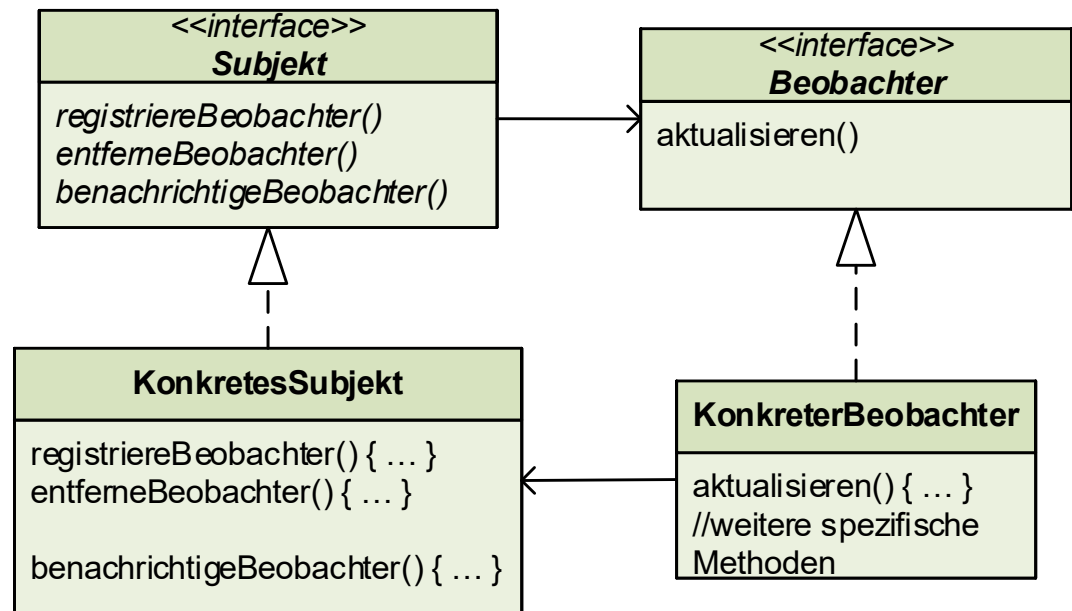 <<interface>>
Subjekt
registriereBeobachter()
entferneBeobachter()
benachrichtigeBeobachter()
<<interface>>
Beobachter
aktualisieren()
KonkretesSubjekt
registriereBeobachter() { … }
entferneBeobachter() { … }
benachrichtigeBeobachter() { … }
KonkreterBeobachter
aktualisieren() { … }
//weitere spezifische
Methoden